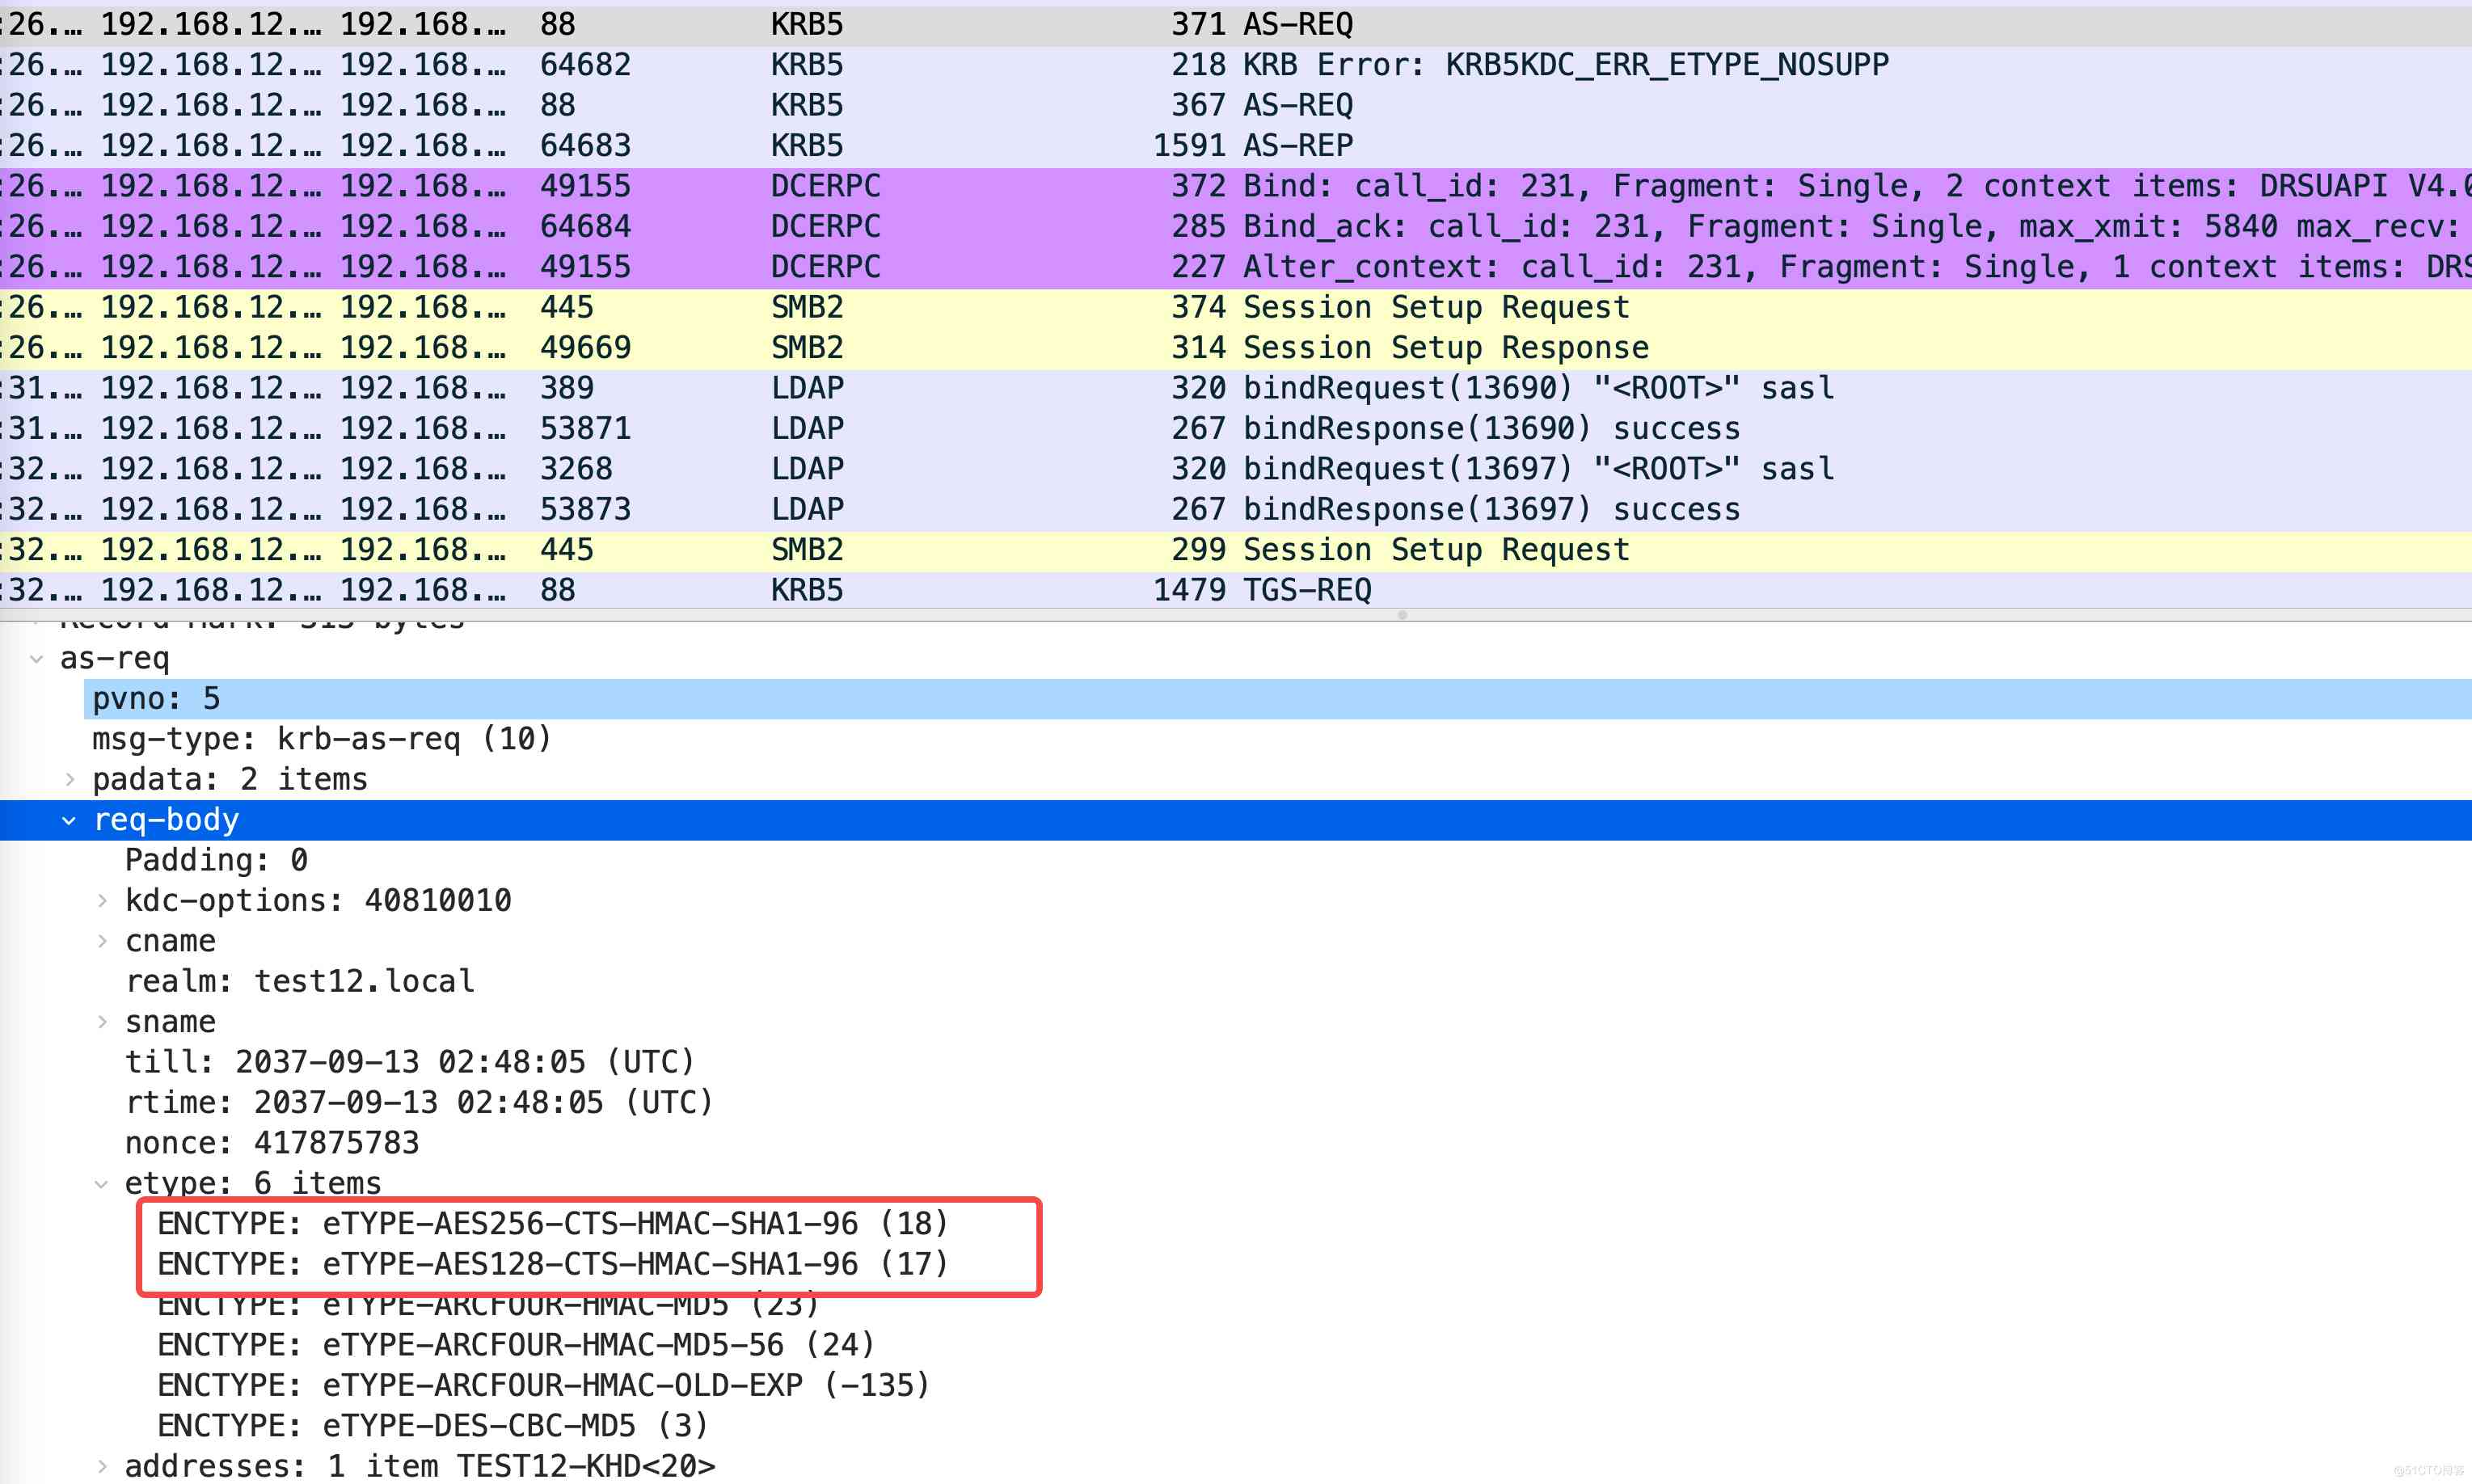 :26.… 192.168.12.… 192.168.… 88 KRB5 371 AS-REQ
:26.… 192.168.12.… 192.168.… 64682 KRB5 218 KRB Error: KRB5KDC_ERR_ETYPE_NOSUPP
:26.… 192.168.12.… 192.168.… 88 KRB5 367 AS-REQ
:26.… 192.168.12.… 192.168.… 64683 KRB5 1591 AS-REP
:26.… 192.168.12.… 192.168.… 49155 DCERPC 372 Bind: call_id: 231, Fragment: Single, 2 context items: DRSUAPI V4.0
:26.… 192.168.12.… 192.168.… 64684 DCERPC 285 Bind_ack: call_id: 231, Fragment: Single, max_xmit: 5840 max_recv:
:26.… 192.168.12.… 192.168.… 49155 DCERPC 227 Alter_context: call_id: 231, Fragment: Single, 1 context items: DRS
:26.… 192.168.12.… 192.168.… 445 SMB2 374 Session Setup Request
:26.… 192.168.12.… 192.168.… 49669 SMB2 314 Session Setup Response
:31.… 192.168.12.… 192.168.… 389 LDAP 320 bindRequest(13690) "<ROOT>" sasl
:31.… 192.168.12.… 192.168.… 53871 LDAP 267 bindResponse(13690) success
:32.… 192.168.12.… 192.168.… 3268 LDAP 320 bindRequest(13697) "<ROOT>" sasl
:32.… 192.168.12.… 192.168.… 53873 LDAP 267 bindResponse(13697) success
:32.… 192.168.12.… 192.168.… 445 SMB2 299 Session Setup Request
:32.… 192.168.12.… 192.168.… 88 KRB5 1479 TGS-REQ
Record Mark: 313 bytes
as-req
pvno: 5
msg-type: krb-as-req (10)
padata: 2 items
req-body
Padding: 0
kdc-options: 40810010
cname
realm: test12.local
sname
till: 2037-09-13 02:48:05 (UTC)
rtime: 2037-09-13 02:48:05 (UTC)
nonce: 417875783
etype: 6 items
ENCTYPE: eTYPE-AES256-CTS-HMAC-SHA1-96 (18)
ENCTYPE: eTYPE-AES128-CTS-HMAC-SHA1-96 (17)
ENCTYPE: eTYPE-ARCFOUR-HMAC-MD5 (23)
ENCTYPE: eTYPE-ARCFOUR-HMAC-MD5-56 (24)
ENCTYPE: eTYPE-ARCFOUR-HMAC-OLD-EXP (-135)
ENCTYPE: eTYPE-DES-CBC-MD5 (3)
addresses: 1 item TEST12-KHD<20>
@51CTO博客